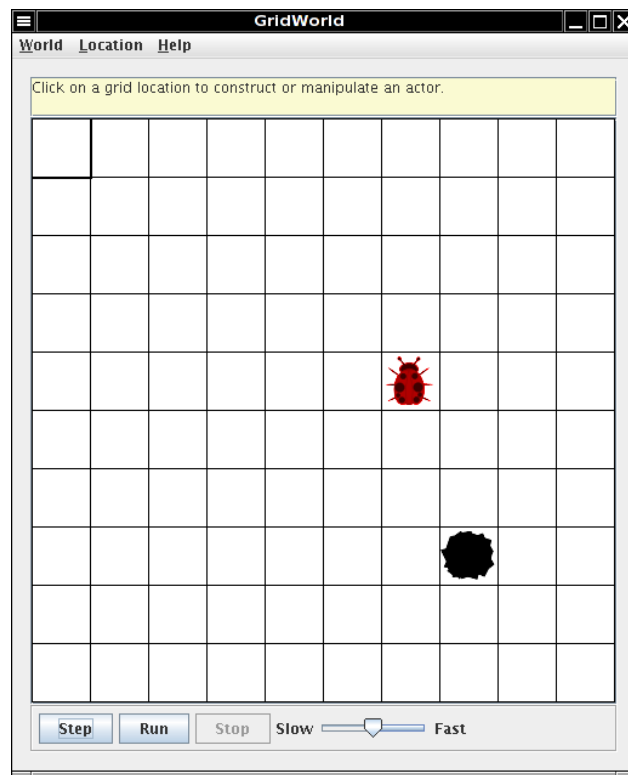 GridWorld
World Location Help
Click on a grid location to construct or manipulate an actor.
Step Run Stop Slow Fast